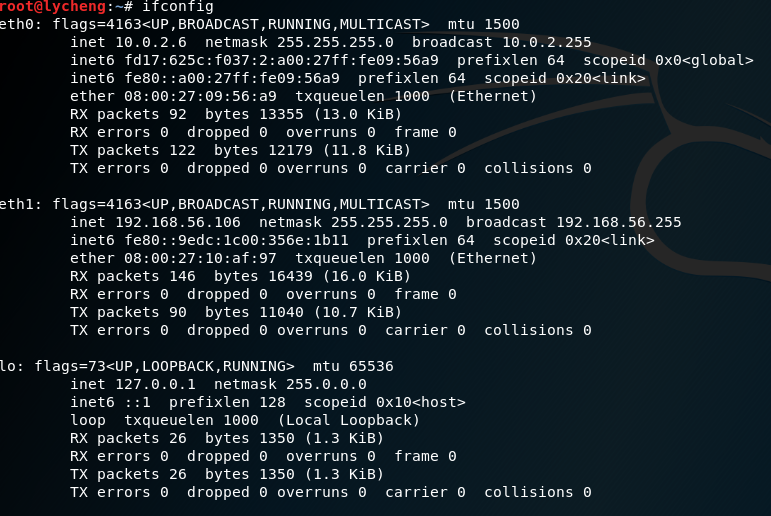 root@lycheng:~# ifconfig
eth0: flags=4163<UP,BROADCAST,RUNNING,MULTICAST>  mtu 1500
        inet 10.0.2.6  netmask 255.255.255.0  broadcast 10.0.2.255
        inet6 fd17:625c:f037:2:a00:27ff:fe09:56a9  prefixlen 64  scopeid 0x0<global>
        inet6 fe80::a00:27ff:fe09:56a9  prefixlen 64  scopeid 0x20<link>
        ether 08:00:27:09:56:a9  txqueuelen 1000  (Ethernet)
        RX packets 92  bytes 13355 (13.0 KiB)
        RX errors 0  dropped 0  overruns 0  frame 0
        TX packets 122  bytes 12179 (11.8 KiB)
        TX errors 0  dropped 0 overruns 0  carrier 0  collisions 0

eth1: flags=4163<UP,BROADCAST,RUNNING,MULTICAST>  mtu 1500
        inet 192.168.56.106  netmask 255.255.255.0  broadcast 192.168.56.255
        inet6 fe80::9edc:1c00:356e:1b11  prefixlen 64  scopeid 0x20<link>
        ether 08:00:27:10:af:97  txqueuelen 1000  (Ethernet)
        RX packets 146  bytes 16439 (16.0 KiB)
        RX errors 0  dropped 0  overruns 0  frame 0
        TX packets 90  bytes 11040 (10.7 KiB)
        TX errors 0  dropped 0 overruns 0  carrier 0  collisions 0

lo: flags=73<UP,LOOPBACK,RUNNING>  mtu 65536
        inet 127.0.0.1  netmask 255.0.0.0
        inet6 ::1  prefixlen 128  scopeid 0x10<host>
        loop  txqueuelen 1000  (Local Loopback)
        RX packets 26  bytes 1350 (1.3 KiB)
        RX errors 0  dropped 0  overruns 0  frame 0
        TX packets 26  bytes 1350 (1.3 KiB)
        TX errors 0  dropped 0 overruns 0  carrier 0  collisions 0